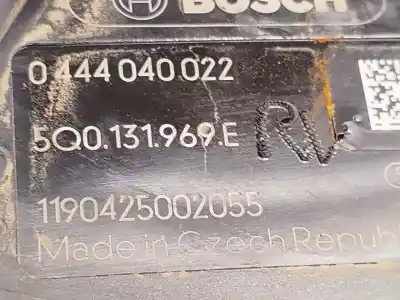 BOSCH
0 444 040 022
5Q0.131.969.E
1190425002055
Made in Czech Republ